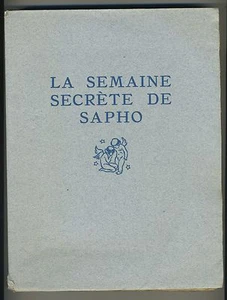 LA SEMAINE
SECRÈTE DE
SAPHO